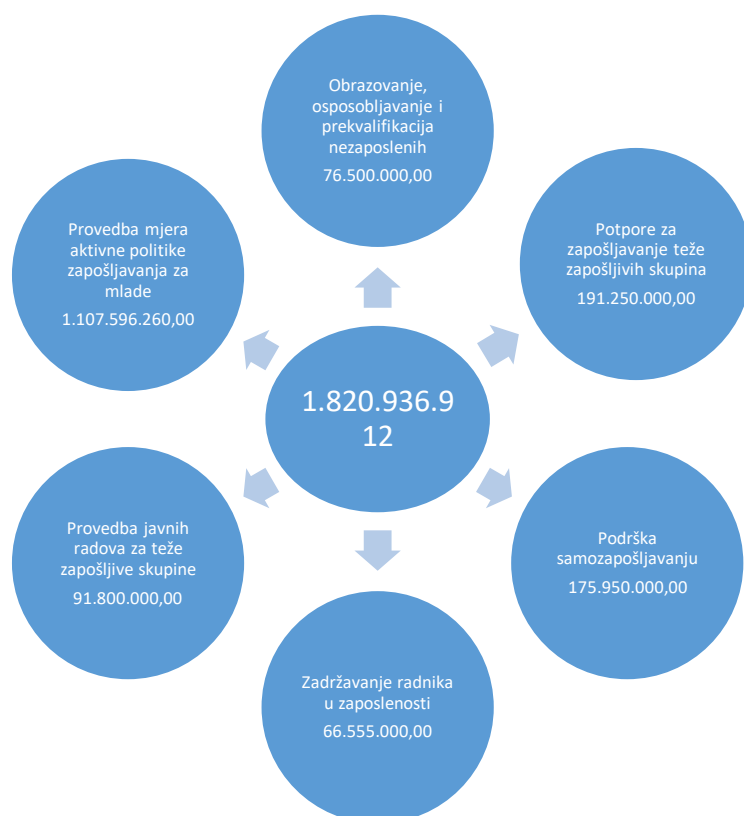 Obrazovanje,
osposobljavanje i
prekvalifikacija
nezaposlenih
76.500.000,00
Potpore za
zapošljavanje teže
zapošljivih skupina
191.250.000,00
Podrška
samozapošljavanju
175.950.000,00
Zadržavanje radnika
u zaposlenosti
66.555.000,00
Provedba javnih
radova za teže
zapošljive skupine
91.800.000,00
Provedba mjera
aktivne politike
zapošljavanja za
mlade
1.107.596.260,00
1.820.936.9
12